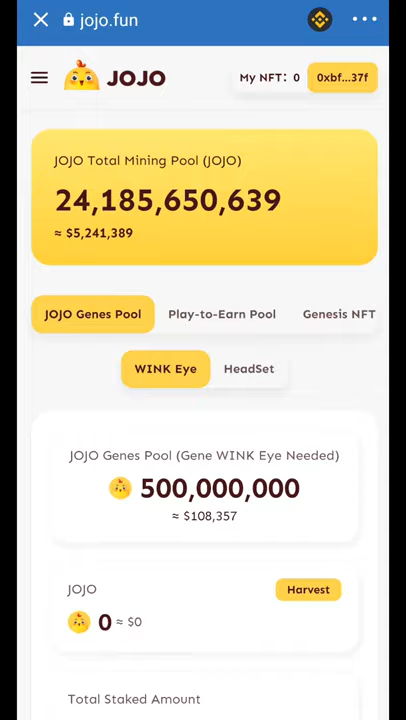 jojo.fun
JOJO
My NFT: 0
0xbf...37f
JOJO Total Mining Pool (JOJO)
24,185,650,639
≈ $5,241,389
JOJO Genes Pool
Play-to-Earn Pool
Genesis NFT
WINK Eye
HeadSet
JOJO Genes Pool (Gene WINK Eye Needed)
500,000,000
≈ $108,357
JOJO
Harvest
0 ≈ $0
Total Staked Amount